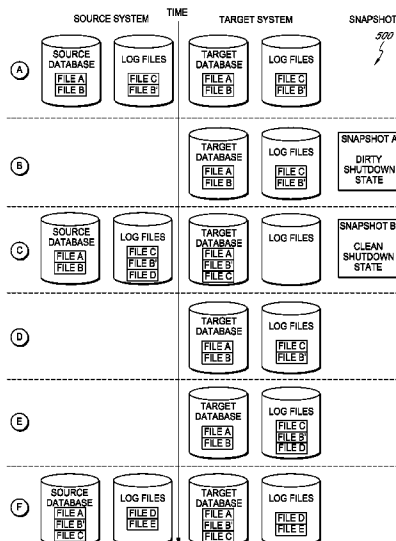 SOURCE SYSTEM
TIME
TARGET SYSTEM
SNAPSHOT
500
A
SOURCE
DATABASE
FILE A
FILE B
LOG FILES
FILE C
FILE B'
TARGET
DATABASE
FILE A
FILE B
LOG FILES
FILE C
FILE B'
B
TARGET
DATABASE
FILE A
FILE B
LOG FILES
FILE C
FILE B'
SNAPSHOT A
DIRTY
SHUTDOWN
STATE
C
SOURCE
DATABASE
FILE A
FILE B
LOG FILES
FILE C
FILE B'
FILE D
TARGET
DATABASE
FILE A
FILE B'
FILE C
LOG FILES
SNAPSHOT B
CLEAN
SHUTDOWN
STATE
D
TARGET
DATABASE
FILE A
FILE B
LOG FILES
FILE C
FILE B'
E
TARGET
DATABASE
FILE A
FILE B
LOG FILES
FILE C
FILE B'
FILE D
F
SOURCE
DATABASE
FILE A
FILE B'
FILE C
LOG FILES
FILE D
FILE E
TARGET
DATABASE
FILE A
FILE B'
FILE C
LOG FILES
FILE D
FILE E